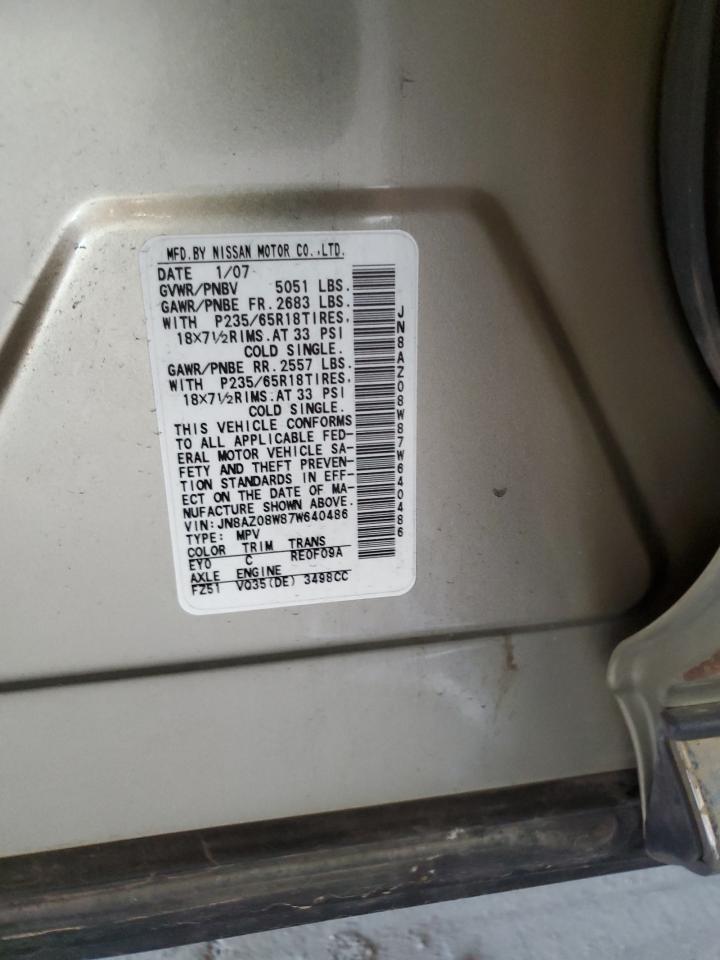 MFD.BY NISSAN MOTOR CO.,LTD.
DATE 1/07
GVWR/PNBV 5051 LBS.
GAWR/PNBE FR. 2683 LBS.
WITH P235/65R18TIRES,
18×7½RIMS.AT 33 PSI
COLD SINGLE.
GAWR/PNBE RR. 2557 LBS.
WITH P235/65R18TIRES,
18×7½RIMS.AT 33 PSI
COLD SINGLE.
THIS VEHICLE CONFORMS
TO ALL APPLICABLE FED-
ERAL MOTOR VEHICLE SA-
FETY AND THEFT PREVEN-
TION STANDARDS IN EFF-
ECT ON THE DATE OF MA-
NUFACTURE SHOWN ABOVE.
VIN: JN8AZ08W87W640486
TYPE: MPV
COLOR TRIM TRANS
EY0 C RE0F09A
AXLE ENGINE
FZ51 VQ35(DE) 3498CC
JN8AZ08W87W640486